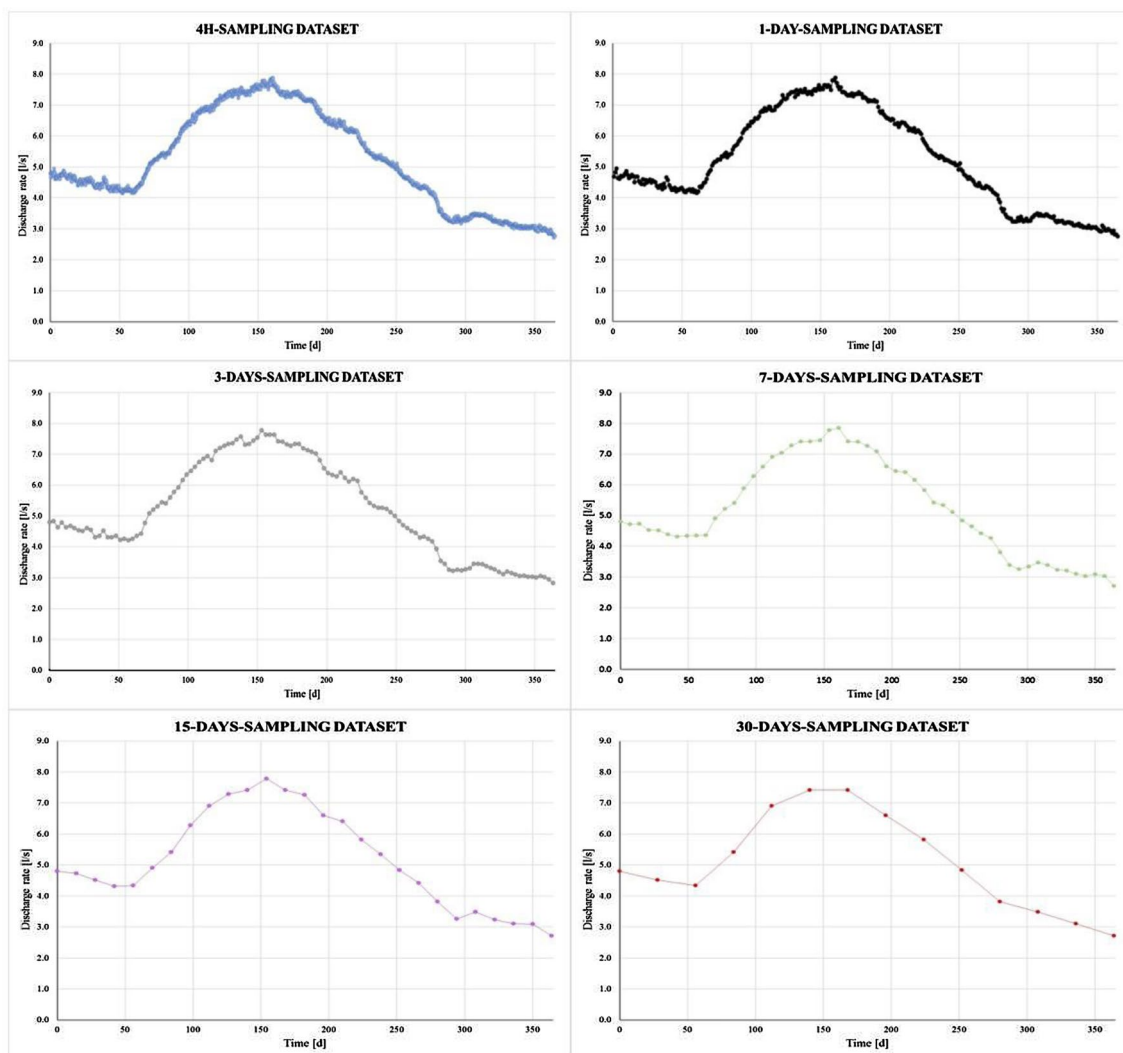 4H-SAMPLING DATASET
9.0
8.0
7.0
6.0
5.0
4.0
3.0
2.0
1.0
0.0
Discharge rate [l/s]
0 50 100 150 200 250 300 350
Time [d]
1-DAY-SAMPLING DATASET
9.0
8.0
7.0
6.0
5.0
4.0
3.0
2.0
1.0
0.0
Discharge rate [l/s]
0 50 100 150 200 250 300 350
Time [d]
3-DAYS-SAMPLING DATASET
9.0
8.0
7.0
6.0
5.0
4.0
3.0
2.0
1.0
0.0
Discharge rate [l/s]
0 50 100 150 200 250 300 350
Time [d]
7-DAYS-SAMPLING DATASET
9.0
8.0
7.0
6.0
5.0
4.0
3.0
2.0
1.0
0.0
Discharge rate [l/s]
0 50 100 150 200 250 300 350
Time [d]
15-DAYS-SAMPLING DATASET
9.0
8.0
7.0
6.0
5.0
4.0
3.0
2.0
1.0
0.0
Discharge rate [l/s]
0 50 100 150 200 250 300 350
Time [d]
30-DAYS-SAMPLING DATASET
9.0
8.0
7.0
6.0
5.0
4.0
3.0
2.0
1.0
0.0
Discharge rate [l/s]
0 50 100 150 200 250 300 350
Time [d]